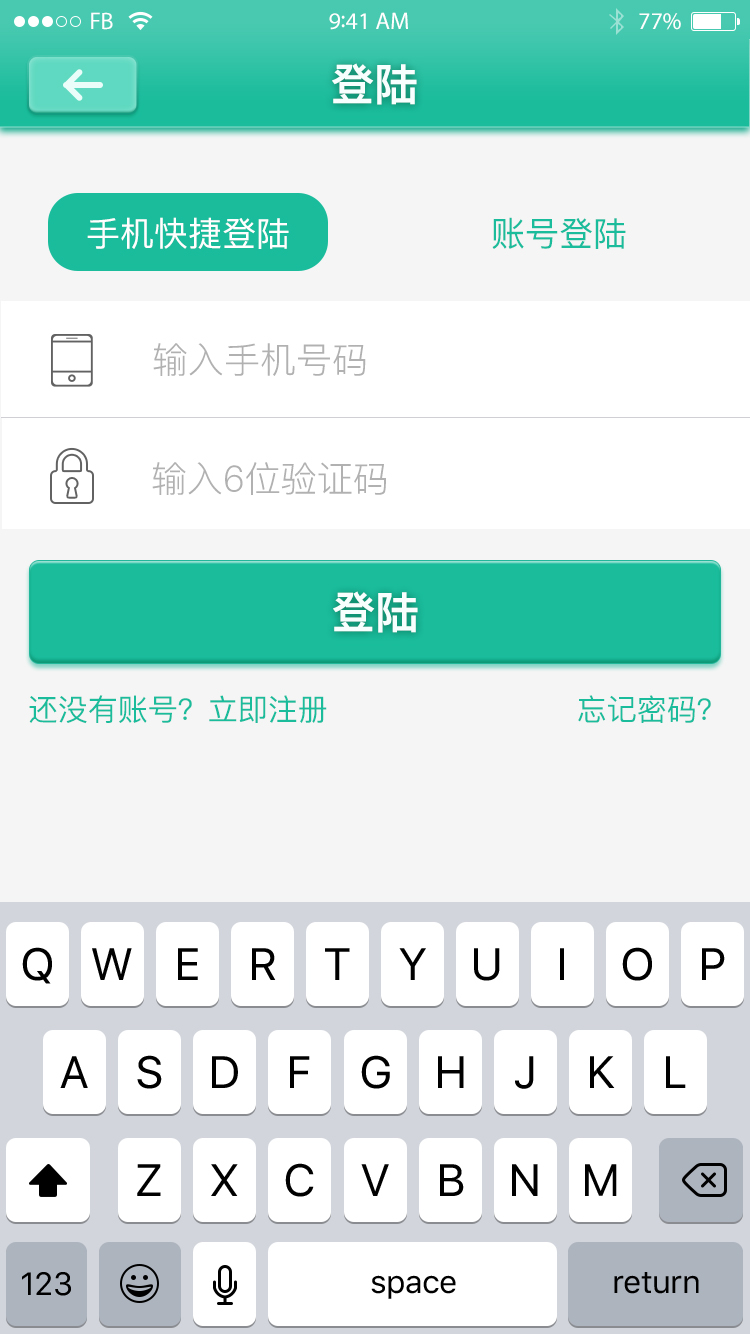 FB 9:41 AM 77%
登陆
手机快捷登陆 账号登陆
输入手机号码
输入6位验证码
登陆
还没有账号？立即注册 忘记密码？
Q W E R T Y U I O P
A S D F G H J K L
Z X C V B N M
123 space return